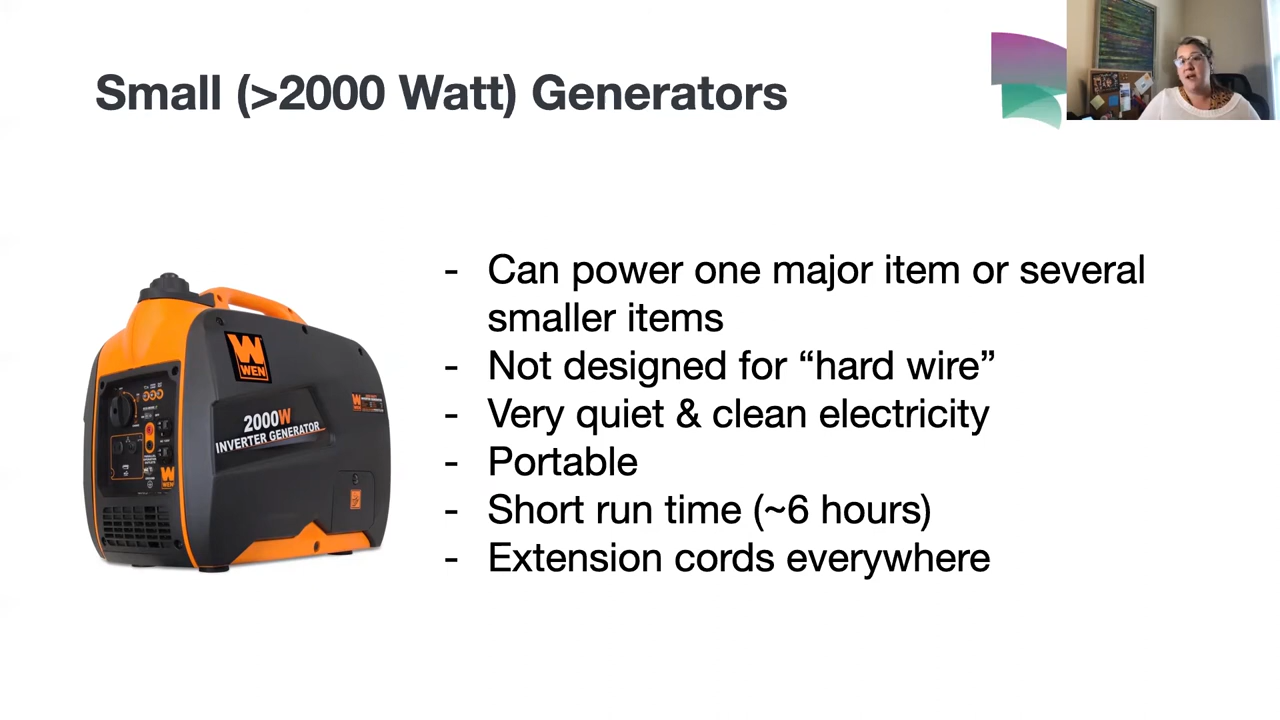 Small (>2000 Watt) Generators
- Can power one major item or several
smaller items
- Not designed for “hard wire”
- Very quiet & clean electricity
- Portable
- Short run time (~6 hours)
- Extension cords everywhere
W
WEN
2000W
INVERTER GENERATOR